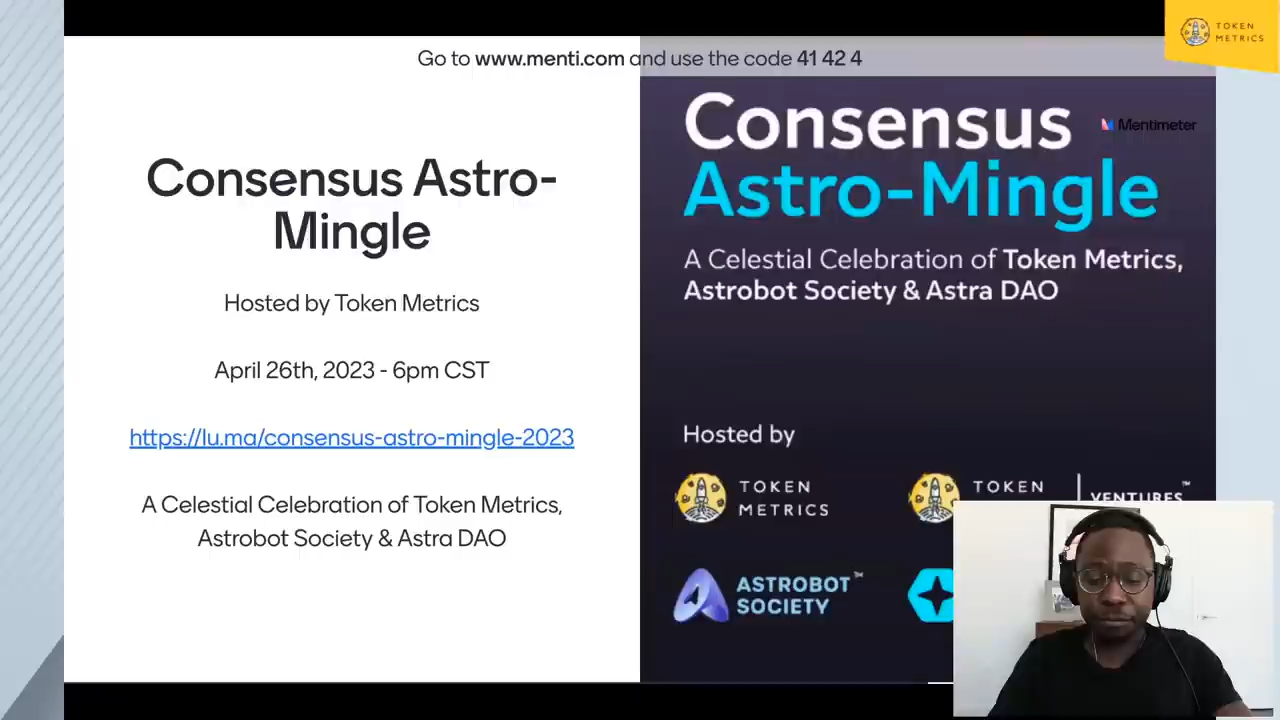 TOKEN
METRICS
Go to www.menti.com and use the code 41 42 4
Consensus Astro-
Mingle
Hosted by Token Metrics
April 26th, 2023 - 6pm CST
https://lu.ma/consensus-astro-mingle-2023
A Celestial Celebration of Token Metrics,
Astrobot Society & Astra DAO
Consensus
Mentimeter
Astro-Mingle
A Celestial Celebration of Token Metrics,
Astrobot Society & Astra DAO
Hosted by
TOKEN
METRICS
TOKEN
VENTURES™
ASTROBOT™
SOCIETY